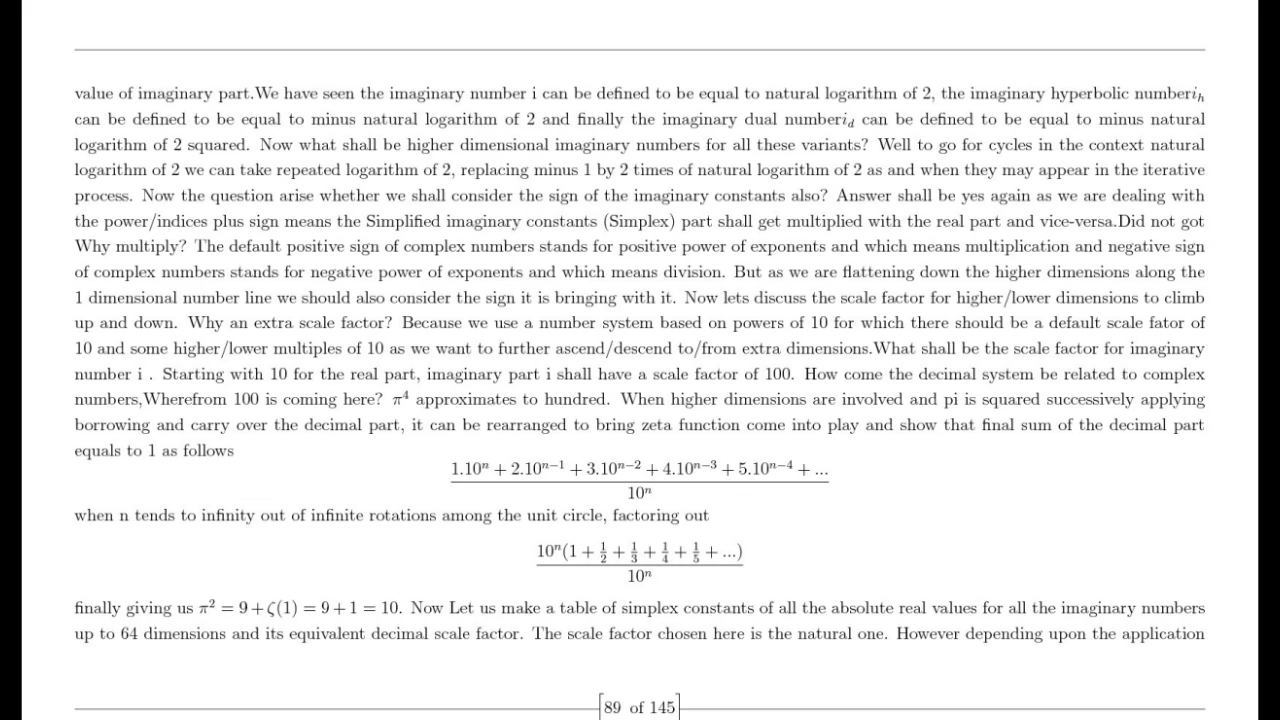 value of imaginary part.We have seen the imaginary number i can be defined to be equal to natural logarithm of 2, the imaginary hyperbolic numberiₕ
can be defined to be equal to minus natural logarithm of 2 and finally the imaginary dual numberi_d can be defined to be equal to minus natural
logarithm of 2 squared. Now what shall be higher dimensional imaginary numbers for all these variants? Well to go for cycles in the context natural
logarithm of 2 we can take repeated logarithm of 2, replacing minus 1 by 2 times of natural logarithm of 2 as and when they may appear in the iterative
process. Now the question arise whether we shall consider the sign of the imaginary constants also? Answer shall be yes again as we are dealing with
the power/indices plus sign means the Simplified imaginary constants (Simplex) part shall get multiplied with the real part and vice-versa.Did not got
Why multiply? The default positive sign of complex numbers stands for positive power of exponents and which means multiplication and negative sign
of complex numbers stands for negative power of exponents and which means division. But as we are flattening down the higher dimensions along the
1 dimensional number line we should also consider the sign it is bringing with it. Now lets discuss the scale factor for higher/lower dimensions to climb
up and down. Why an extra scale factor? Because we use a number system based on powers of 10 for which there should be a default scale fator of
10 and some higher/lower multiples of 10 as we want to further ascend/descend to/from extra dimensions.What shall be the scale factor for imaginary
number i . Starting with 10 for the real part, imaginary part i shall have a scale factor of 100. How come the decimal system be related to complex
numbers,Wherefrom 100 is coming here? π⁴ approximates to hundred. When higher dimensions are involved and pi is squared successively applying
borrowing and carry over the decimal part, it can be rearranged to bring zeta function come into play and show that final sum of the decimal part
equals to 1 as follows
1.10ⁿ + 2.10ⁿ⁻¹ + 3.10ⁿ⁻² + 4.10ⁿ⁻³ + 5.10ⁿ⁻⁴ + ...
10ⁿ
when n tends to infinity out of infinite rotations among the unit circle, factoring out
10ⁿ(1 + 1/2 + 1/3 + 1/4 + 1/5 + ...)
10ⁿ
finally giving us π² = 9 + ζ(1) = 9 + 1 = 10. Now Let us make a table of simplex constants of all the absolute real values for all the imaginary numbers
up to 64 dimensions and its equivalent decimal scale factor. The scale factor chosen here is the natural one. However depending upon the application
89 of 145